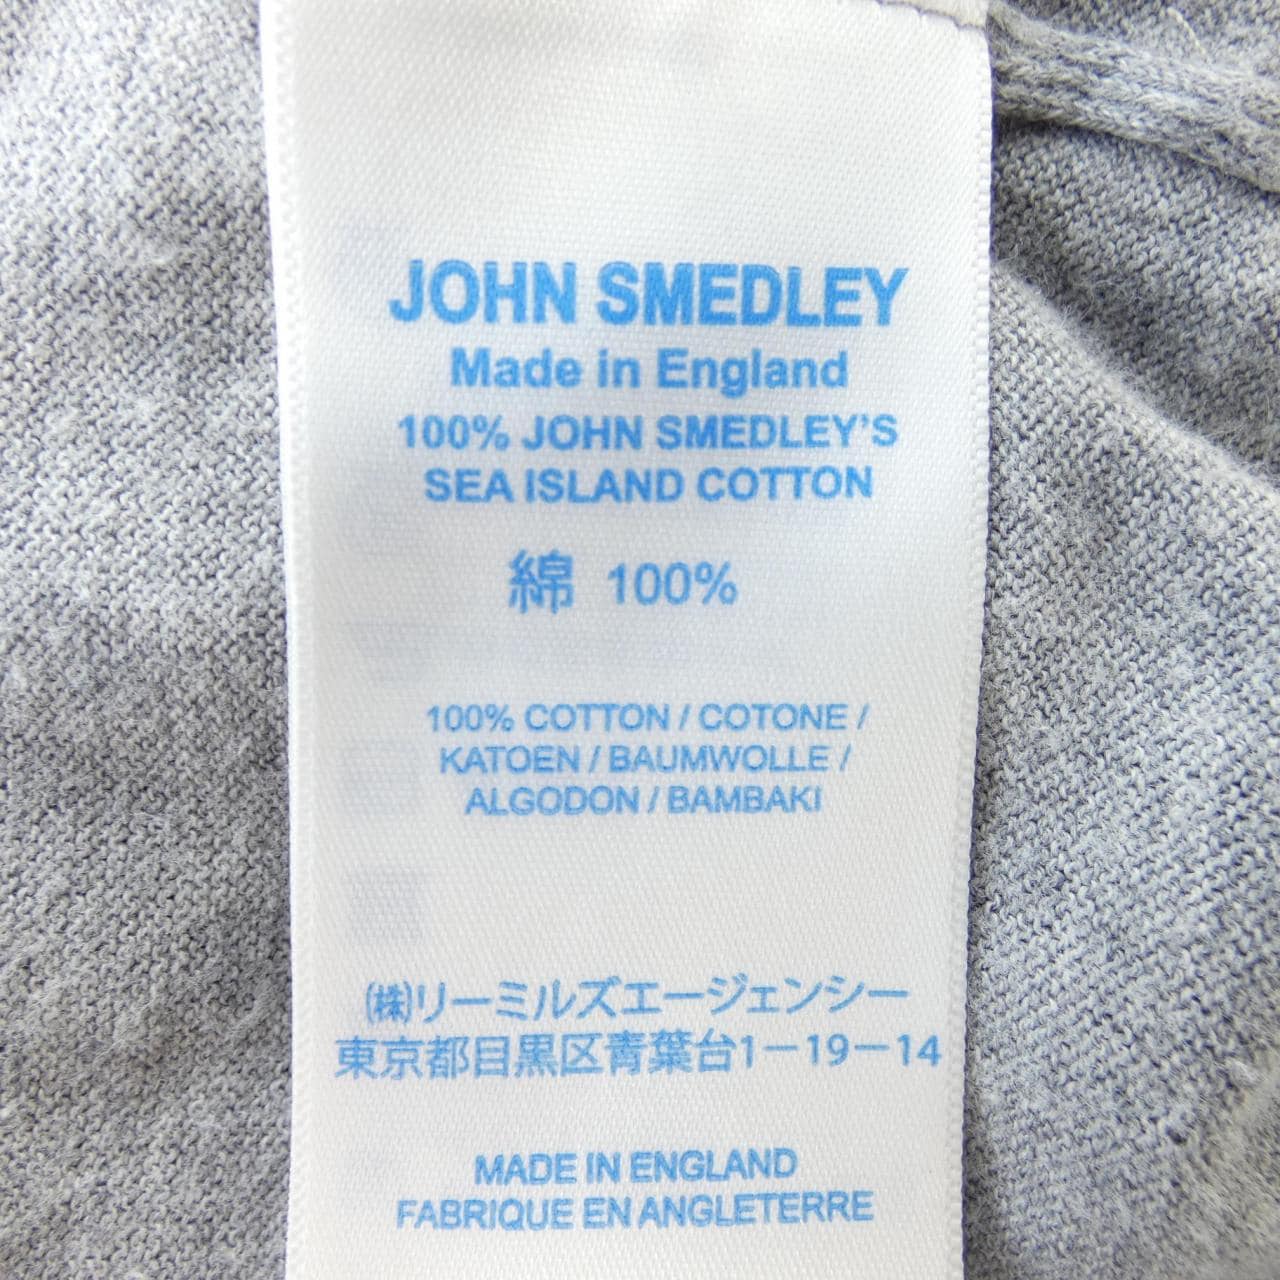 JOHN SMEDLEY
Made in England
100% JOHN SMEDLEY'S
SEA ISLAND COTTON
綿 100%
100% COTTON / COTONE /
KATOEN / BAUMWOLLE /
ALGODON / BAMBAKI
㈱リーミルズエージェンシー
東京都目黒区青葉台1－19－14
MADE IN ENGLAND
FABRIQUE EN ANGLETERRE